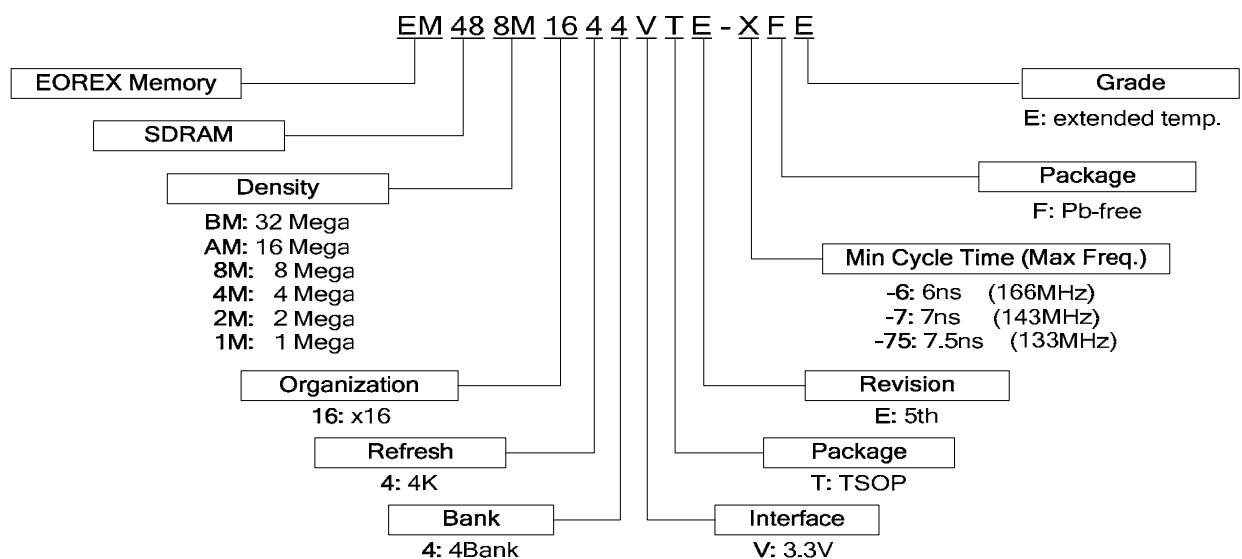 EM 48 8M 16 4 4 V T E - X F E
EOREX Memory
SDRAM
Density
BM: 32 Mega
AM: 16 Mega
8M: 8 Mega
4M: 4 Mega
2M: 2 Mega
1M: 1 Mega
Organization
16: x16
Refresh
4: 4K
Bank
4: 4Bank
Grade
E: extended temp.
Package
F: Pb-free
Min Cycle Time (Max Freq.)
-6: 6ns (166MHz)
-7: 7ns (143MHz)
-75: 7.5ns (133MHz)
Revision
E: 5th
Package
T: TSOP
Interface
V: 3.3V